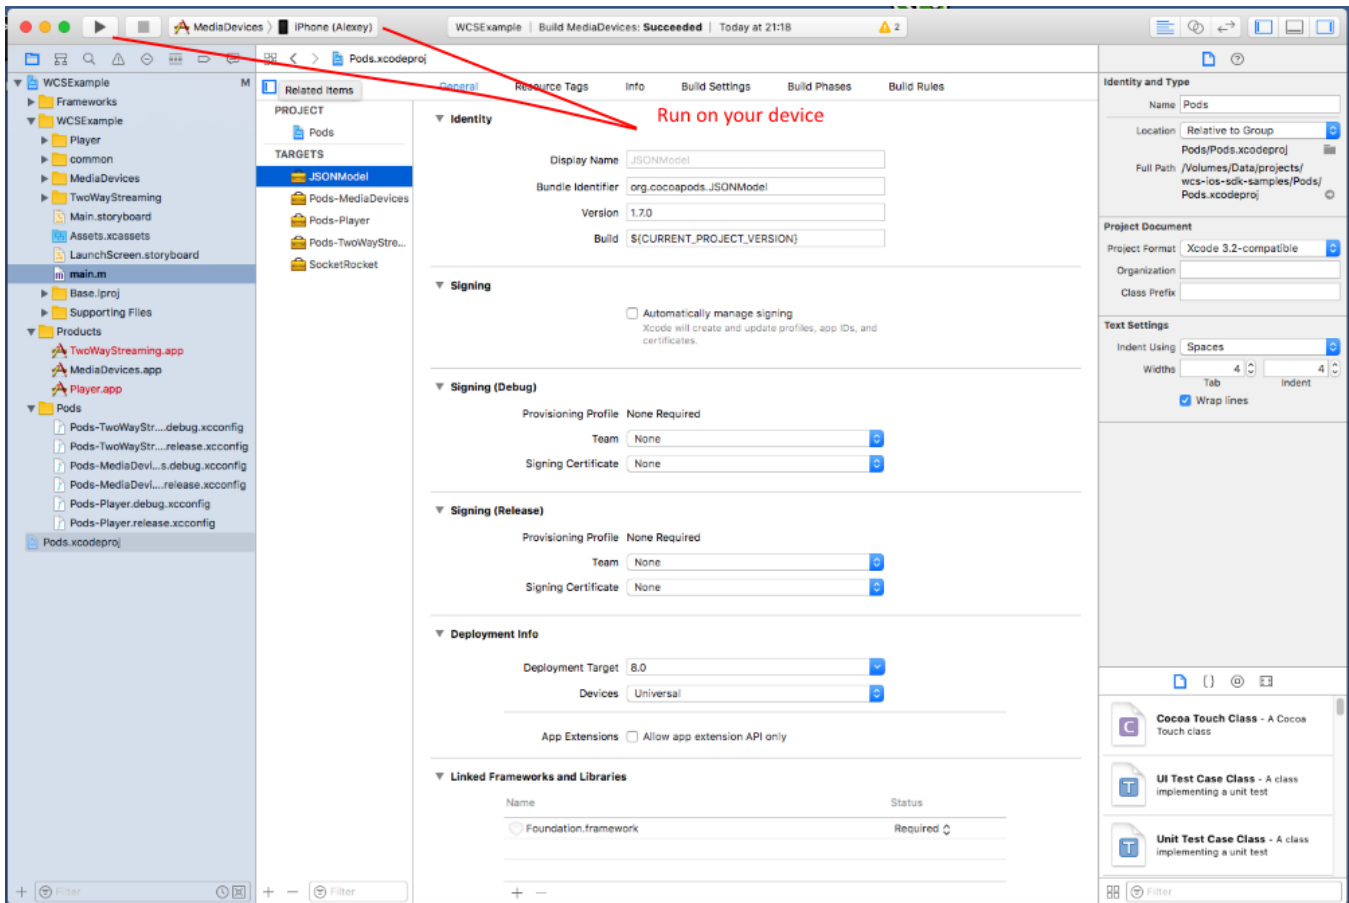 MediaDevices 〉 iPhone (Alexey)
WCSExample | Build MediaDevices: Succeeded | Today at 21:18
2
WCSExample M
Frameworks
WCSExample
Player
common
MediaDevices
TwoWayStreaming
Main.storyboard
Assets.xcassets
LaunchScreen.storyboard
main.m
Base.lproj
Supporting Files
Products
TwoWayStreaming.app
MediaDevices.app
Player.app
Pods
Pods-TwoWayStr....debug.xcconfig
Pods-TwoWayStr....release.xcconfig
Pods-MediaDevi...s.debug.xcconfig
Pods-MediaDevi....release.xcconfig
Pods-Player.debug.xcconfig
Pods-Player.release.xcconfig
Pods.xcodeproj
Filter
Pods.xcodeproj
Related Items
General Resource Tags Info Build Settings Build Phases Build Rules
Run on your device
PROJECT
Pods
TARGETS
JSONModel
Pods-MediaDevices
Pods-Player
Pods-TwoWayStre...
SocketRocket
Filter
Identity
Display Name JSONModel
Bundle Identifier org.cocoapods.JSONModel
Version 1.7.0
Build ${CURRENT_PROJECT_VERSION}
Signing
Automatically manage signing
Xcode will create and update profiles, app IDs, and
certificates.
Signing (Debug)
Provisioning Profile None Required
Team None
Signing Certificate None
Signing (Release)
Provisioning Profile None Required
Team None
Signing Certificate None
Deployment Info
Deployment Target 8.0
Devices Universal
App Extensions Allow app extension API only
Linked Frameworks and Libraries
Name Status
Foundation.framework Required
Identity and Type
Name Pods
Location Relative to Group
Pods/Pods.xcodeproj
Full Path /Volumes/Data/projects/
wcs-ios-sdk-samples/Pods/
Pods.xcodeproj
Project Document
Project Format Xcode 3.2-compatible
Organization
Class Prefix
Text Settings
Indent Using Spaces
Widths 4 4
Tab Indent
Wrap lines
{ }
C
Cocoa Touch Class - A Cocoa
Touch class
T
UI Test Case Class - A class
implementing a unit test
T
Unit Test Case Class - A class
implementing a unit test
Filter